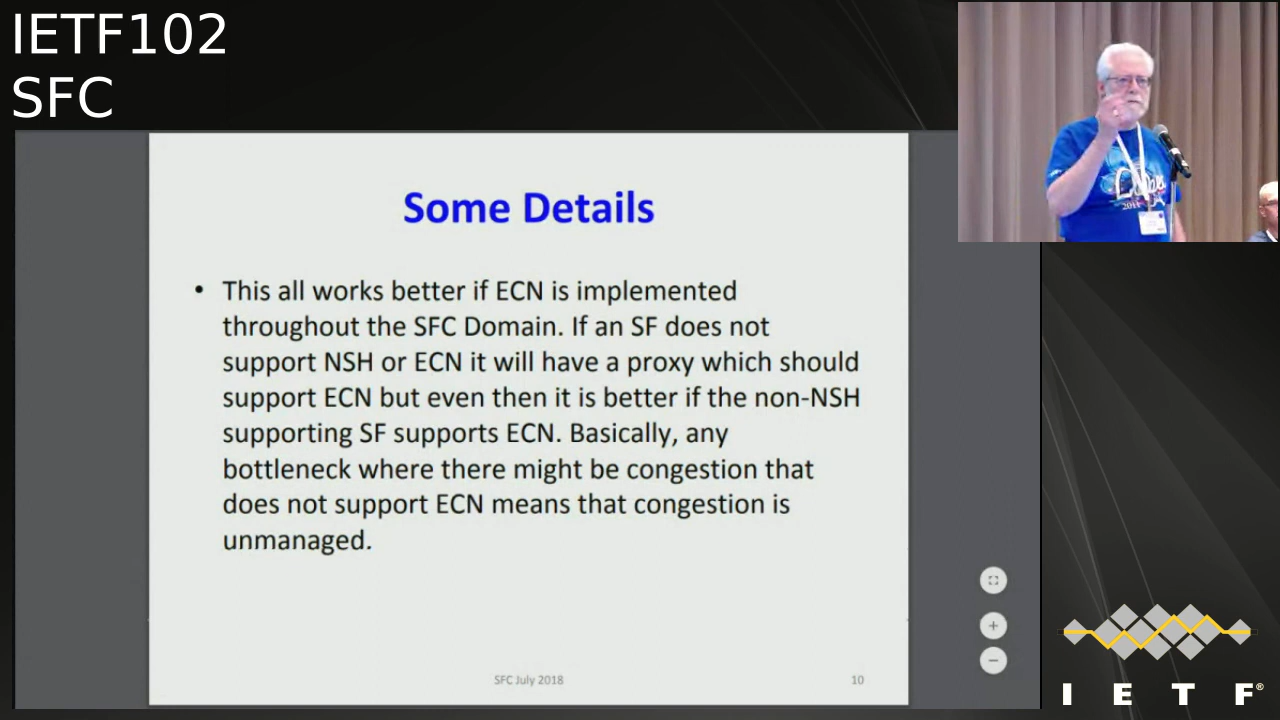 IETF102
SFC
Some Details
• This all works better if ECN is implemented
throughout the SFC Domain. If an SF does not
support NSH or ECN it will have a proxy which should
support ECN but even then it is better if the non-NSH
supporting SF supports ECN. Basically, any
bottleneck where there might be congestion that
does not support ECN means that congestion is
unmanaged.
SFC July 2018
10
I E T F®